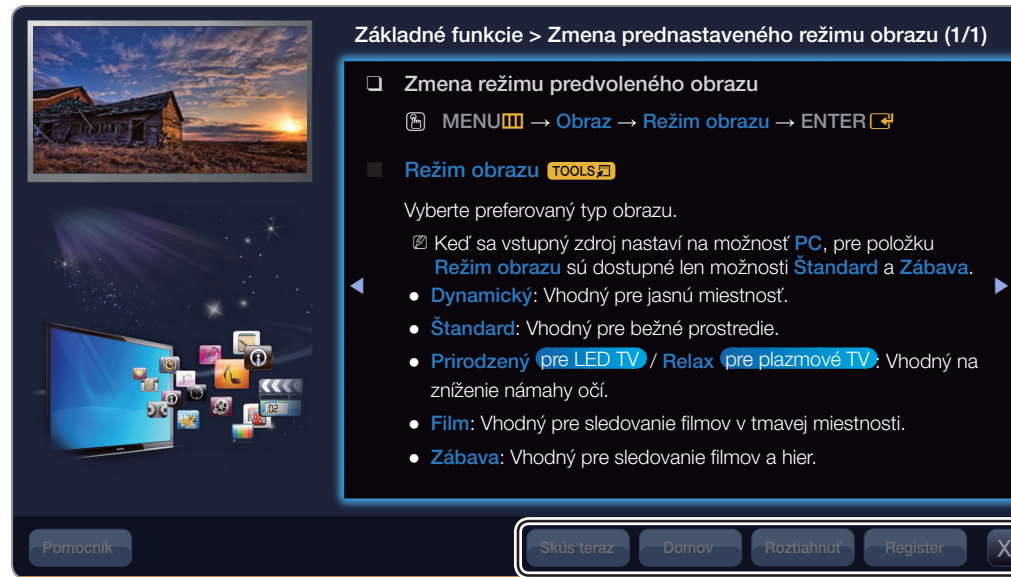 Základné funkcie > Zmena prednastaveného režimu obrazu (1/1)
❑ Zmena režimu predvoleného obrazu
MENU → Obraz → Režim obrazu → ENTER
■ Režim obrazu TOOLS
Vyberte preferovaný typ obrazu.
Keď sa vstupný zdroj nastaví na možnosť PC, pre položku
Režim obrazu sú dostupné len možnosti Štandard a Zábava.
● Dynamický: Vhodný pre jasnú miestnosť.
● Štandard: Vhodný pre bežné prostredie.
● Prirodzený pre LED TV / Relax pre plazmové TV: Vhodný na
zníženie námahy očí.
● Film: Vhodný pre sledovanie filmov v tmavej miestnosti.
● Zábava: Vhodný pre sledovanie filmov a hier.
Pomocník Skús teraz Domov Roztiahnuť Register X